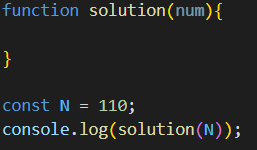 function solution(num){
}
const N = 110;
console.log(solution(N));